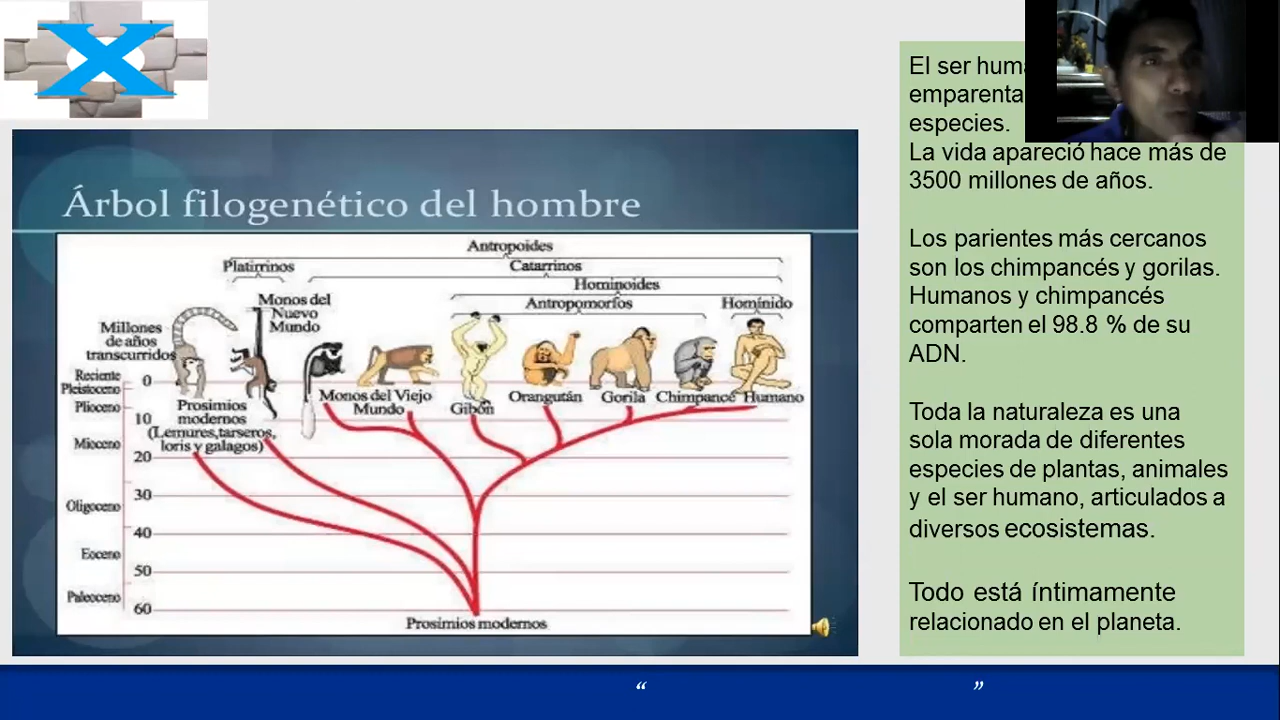 X
Árbol filogenético del hombre
Antropoides
Platirrinos
Catarrinos
Hominoides
Antropomorfos
Homínido
Monos del
Nuevo
Mundo
Millones
de años
transcurridos
Reciente
Pleistoceno
Plioceno
Mioceno
Oligoceno
Eoceno
Paleoceno
0
10
20
30
40
50
60
Prosimios
modernos
(Lemures, tarseros,
loris y galagos)
Monos del Viejo
Mundo
Gibón
Orangután
Gorila
Chimpancé
Humano
Prosimios modernos
El ser
emparenta
especies.
La vida apareció hace más de
3500 millones de años.
Los parientes más cercanos
son los chimpancés y gorilas.
Humanos y chimpancés
comparten el 98.8 % de su
ADN.
Toda la naturaleza es una
sola morada de diferentes
especies de plantas, animales
y el ser humano, articulados a
diversos ecosistemas.
Todo está íntimamente
relacionado en el planeta.
“ ”